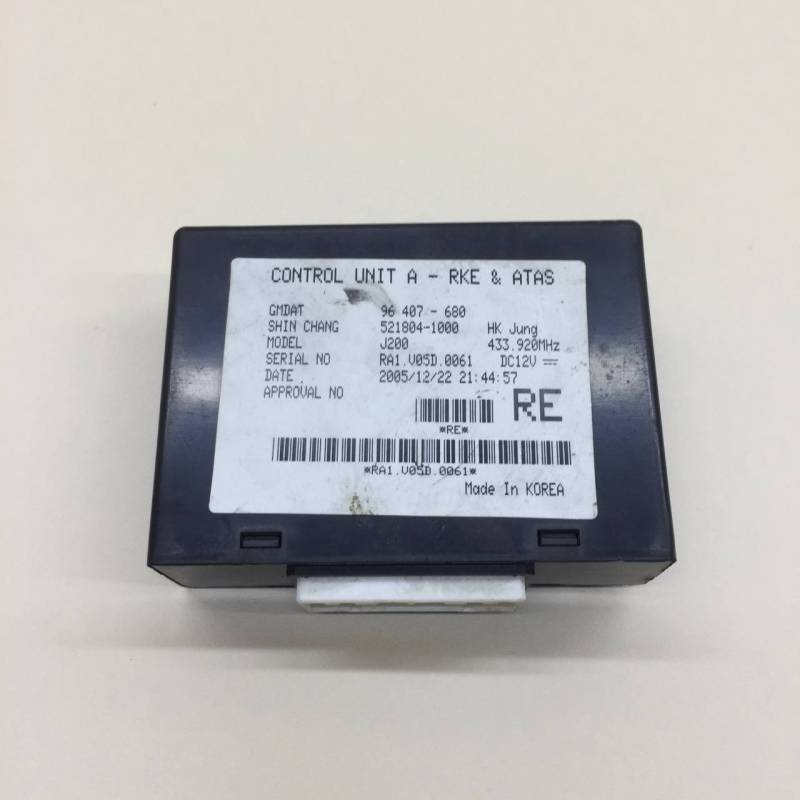 CONTROL UNIT A - RKE & ATAS
GMDAT 96 407 - 680
SHIN CHANG 521804-1000 HK Jung
MODEL J200 433.920MHz
SERIAL NO RA1.V05D.0061 DC12V
DATE 2005/12/22 21:44:57
APPROVAL NO
RE
*RE*
*RA1.V05D.0061*
Made In KOREA